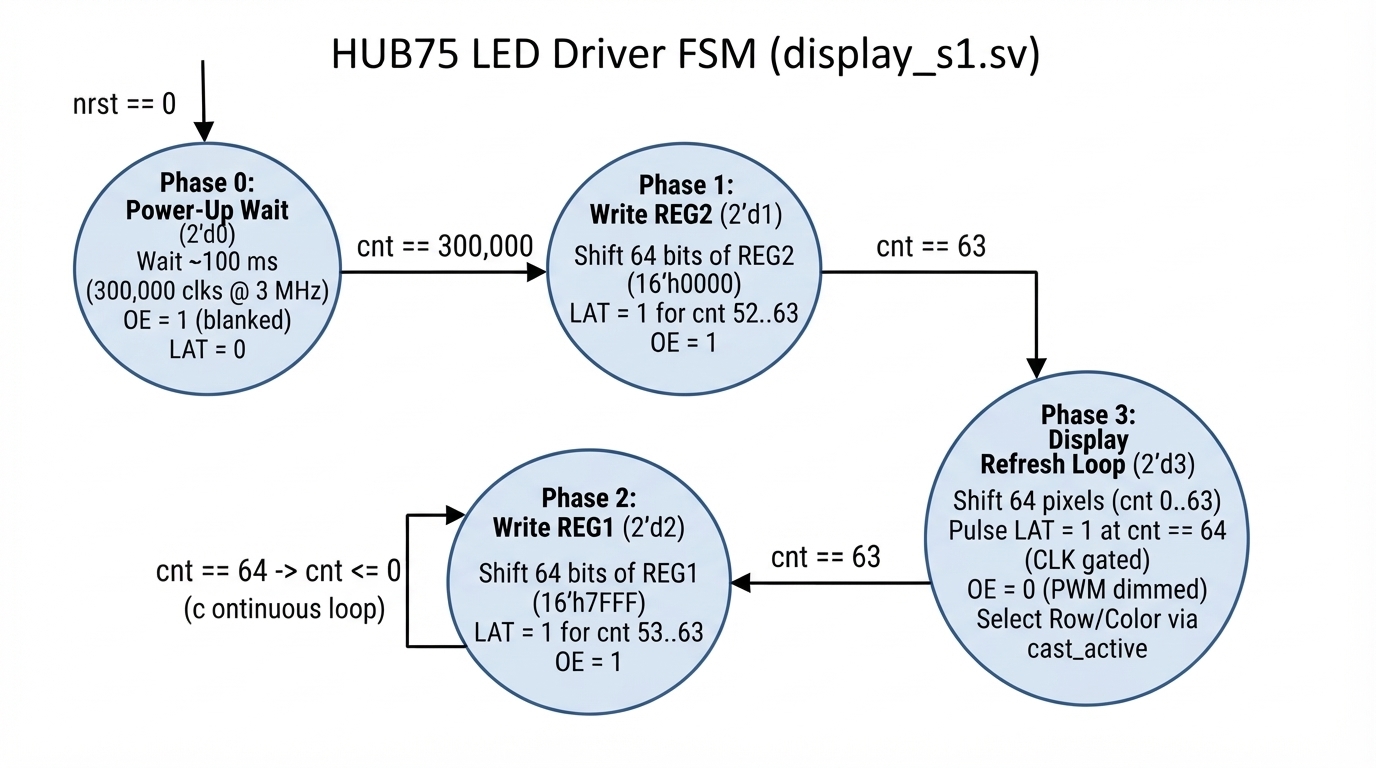 HUB75 LED Driver FSM (display_s1.sv)
nrst == 0
Phase 0:
Power-Up Wait
(2'd0)
Wait ~100 ms
(300,000 clks @ 3 MHz)
OE = 1 (blanked)
LAT = 0
cnt == 300,000
Phase 1:
Write REG2 (2'd1)
Shift 64 bits of REG2
(16'h0000)
LAT = 1 for cnt 52..63
OE = 1
cnt == 63
Phase 3:
Display
Refresh Loop (2'd3)
Shift 64 pixels (cnt 0..63)
Pulse LAT = 1 at cnt == 64
(CLK gated)
OE = 0 (PWM dimmed)
Select Row/Color via
cast_active
cnt == 63
Phase 2:
Write REG1 (2'd2)
Shift 64 bits of REG1
(16'h7FFF)
LAT = 1 for cnt 53..63
OE = 1
cnt == 64 -> cnt <= 0
(c ontinuous loop)